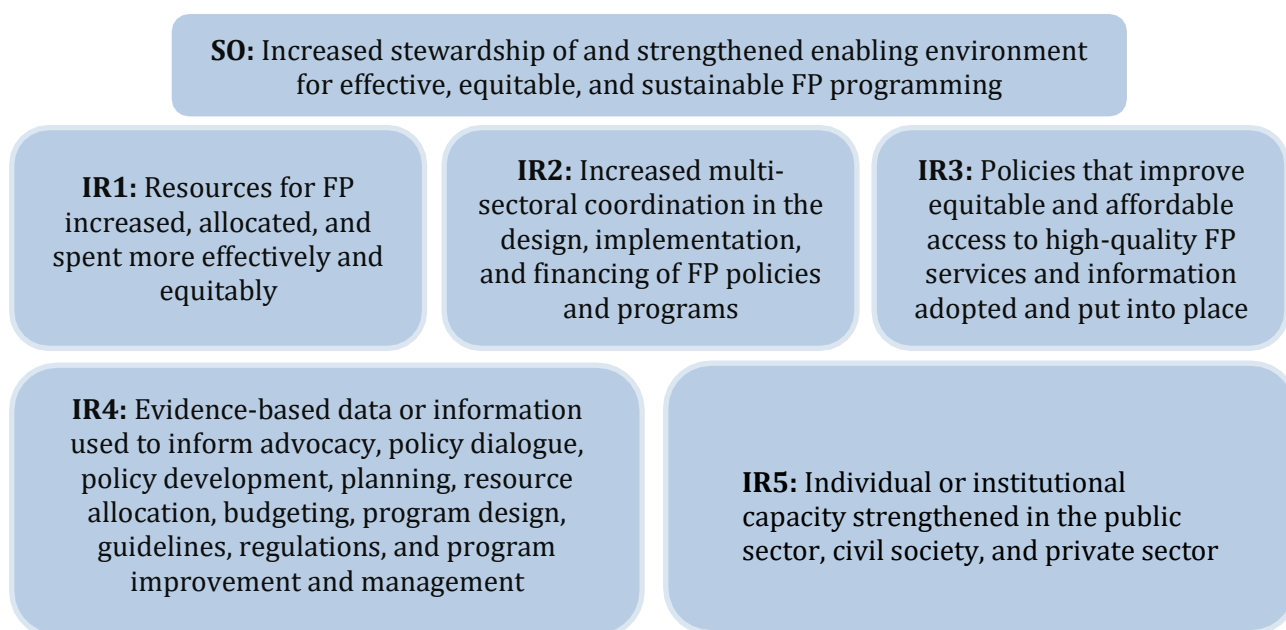 SO: Increased stewardship of and strengthened enabling environment
for effective, equitable, and sustainable FP programming
IR1: Resources for FP
increased, allocated, and
spent more effectively and
equitably
IR2: Increased multi-
sectoral coordination in the
design, implementation,
and financing of FP policies
and programs
IR3: Policies that improve
equitable and affordable
access to high-quality FP
services and information
adopted and put into place
IR4: Evidence-based data or information
used to inform advocacy, policy dialogue,
policy development, planning, resource
allocation, budgeting, program design,
guidelines, regulations, and program
improvement and management
IR5: Individual or institutional
capacity strengthened in the public
sector, civil society, and private sector